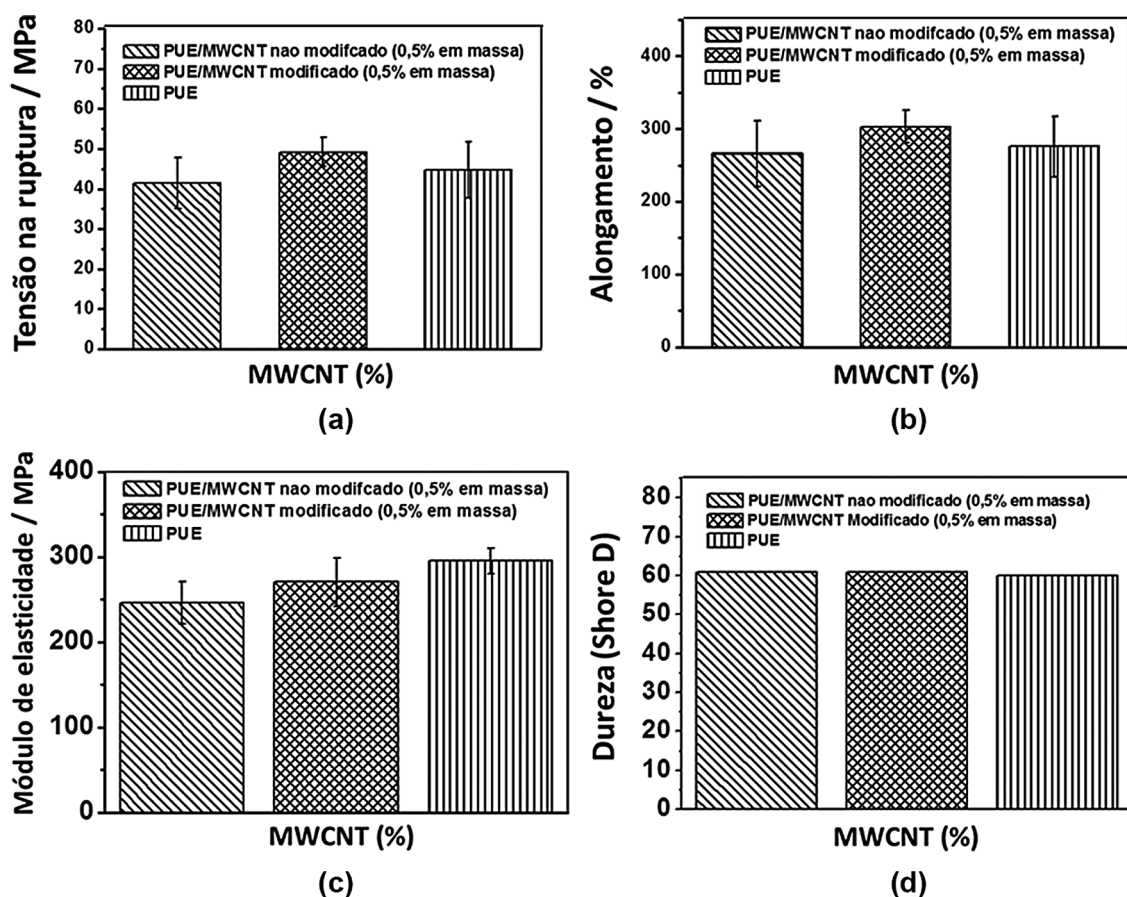 Tensão na ruptura / MPa
80
70
60
50
40
30
20
10
0
PUE/MWCNT nao modifcado (0,5% em massa)
PUE/MWCNT modificado (0,5% em massa)
PUE
MWCNT (%)
(a)
Alongamento / %
400
300
200
100
0
PUE/MWCNT nao modifcado (0,5% em massa)
PUE/MWCNT modificado (0,5% em massa)
PUE
MWCNT (%)
(b)
Módulo de elasticidade / MPa
400
300
200
100
0
PUE/MWCNT nao modifcado (0,5% em massa)
PUE/MWCNT modificado (0,5% em massa)
PUE
MWCNT (%)
(c)
Dureza (Shore D)
80
70
60
50
40
30
20
10
0
PUE/MWCNT nao modificado (0,5% em massa)
PUE/MWCNT Modificado (0,5% em massa)
PUE
MWCNT (%)
(d)